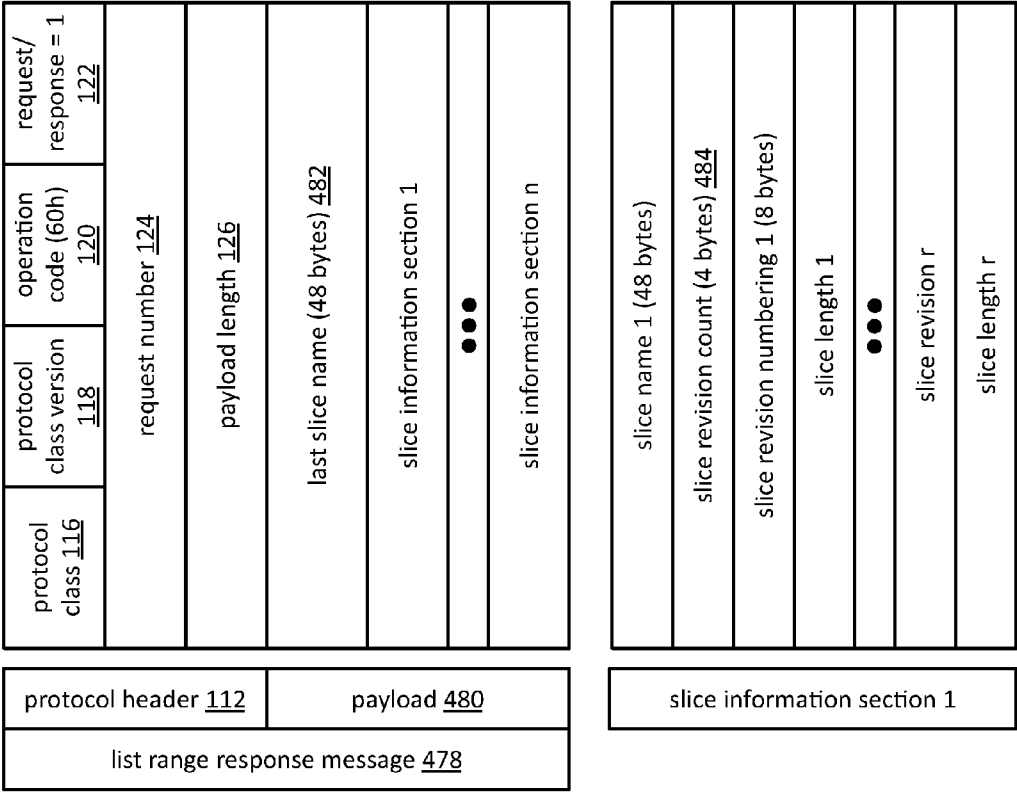 protocol
class 116
protocol
class version
118
operation
code (60h)
120
request/
response = 1
122
request number 124
payload length 126
last slice name (48 bytes) 482
slice information section 1
slice information section n
protocol header 112
payload 480
list range response message 478
slice name 1 (48 bytes)
slice revision count (4 bytes) 484
slice revision numbering 1 (8 bytes)
slice length 1
slice revision r
slice length r
slice information section 1